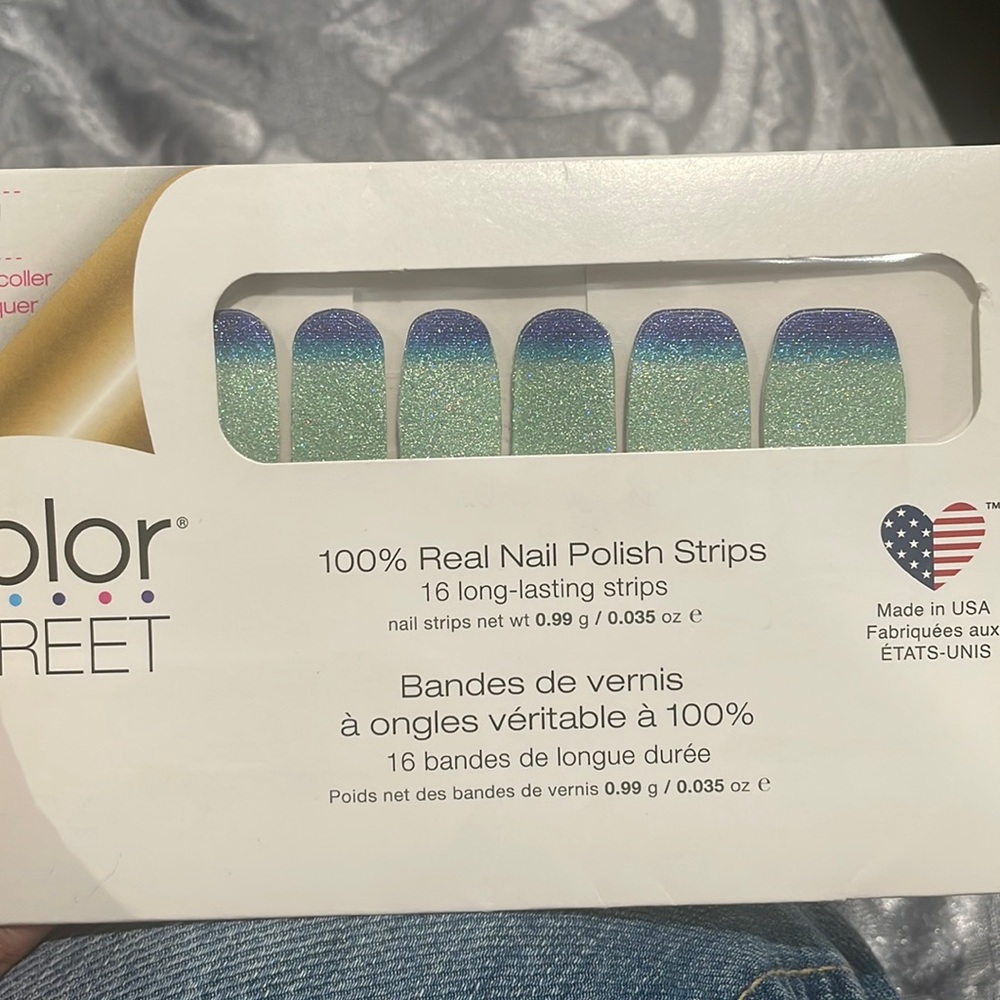 coller
quer
olor®
REET
100% Real Nail Polish Strips
16 long-lasting strips
nail strips net wt 0.99 g / 0.035 oz ℮
Bandes de vernis
à ongles véritable à 100%
16 bandes de longue durée
Poids net des bandes de vernis 0.99 g / 0.035 oz ℮
TM
Made in USA
Fabriquées aux
ÉTATS-UNIS